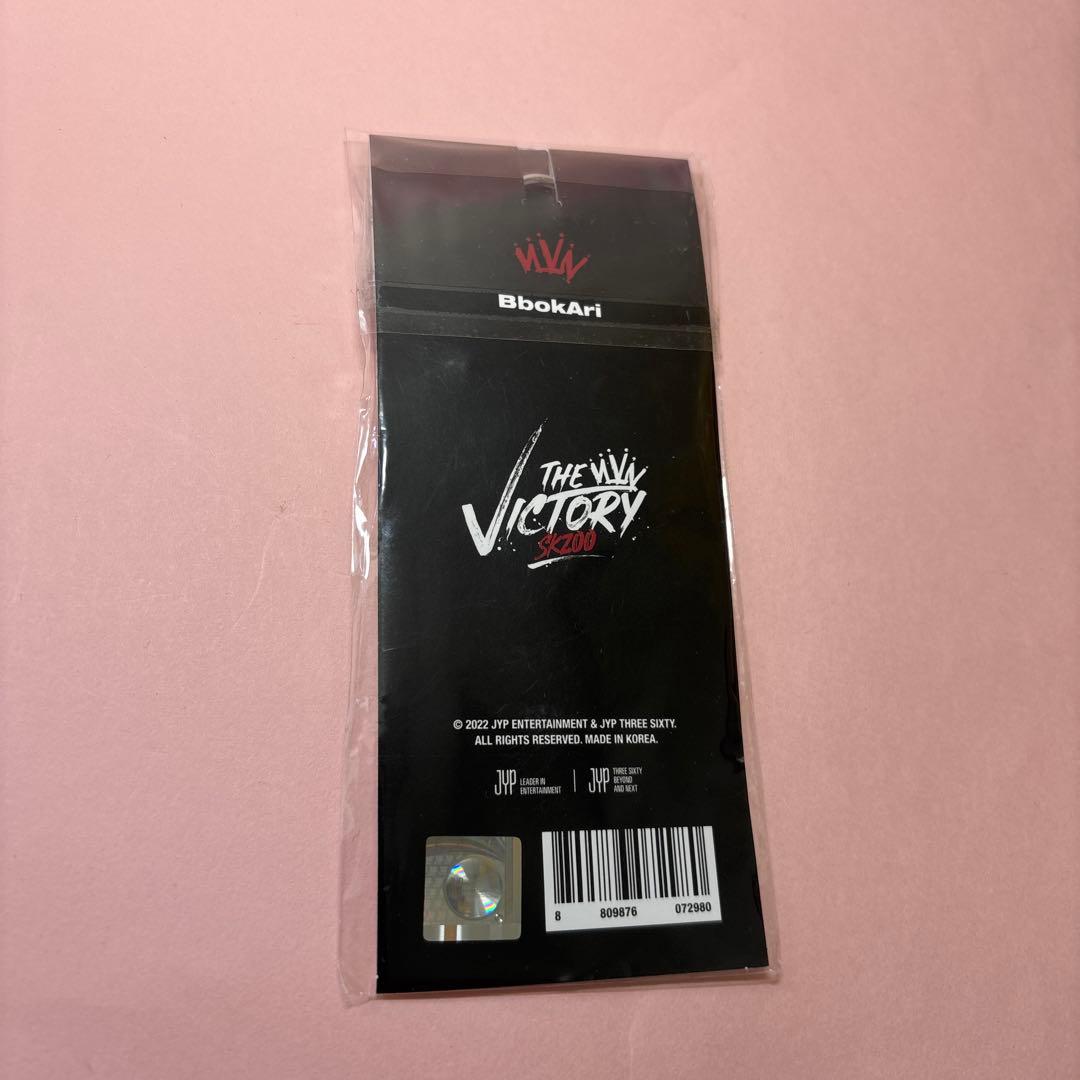 BbokAri
THE
VICTORY
SKZOO
© 2022 JYP ENTERTAINMENT & JYP THREE SIXTY.
ALL RIGHTS RESERVED. MADE IN KOREA.
JYP LEADER IN ENTERTAINMENT | JYP THREE SIXTY BEYOND AND NEXT
8 809876 072980